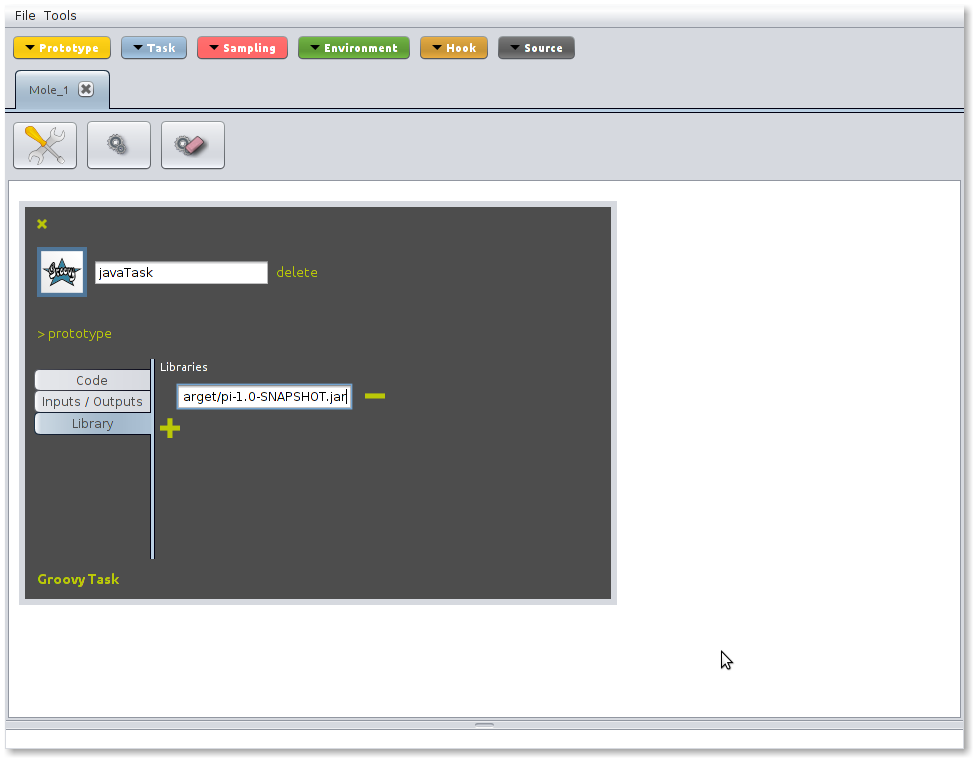 File Tools
Prototype Task Sampling Environment Hook Source
Mole_1
Groovy
javaTask delete
> prototype
Libraries
Code
arget/pi-1.0-SNAPSHOT.jar
Inputs / Outputs
Library
Groovy Task